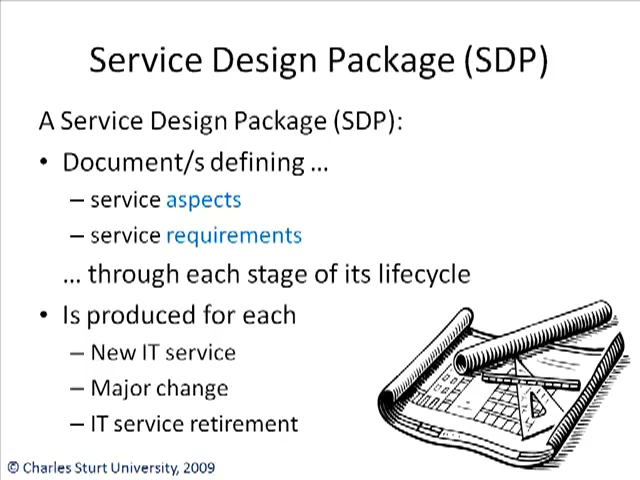 Service Design Package (SDP)
A Service Design Package (SDP):
• Document/s defining ...
– service aspects
– service requirements
... through each stage of its lifecycle
• Is produced for each
– New IT service
– Major change
– IT service retirement
© Charles Sturt University, 2009